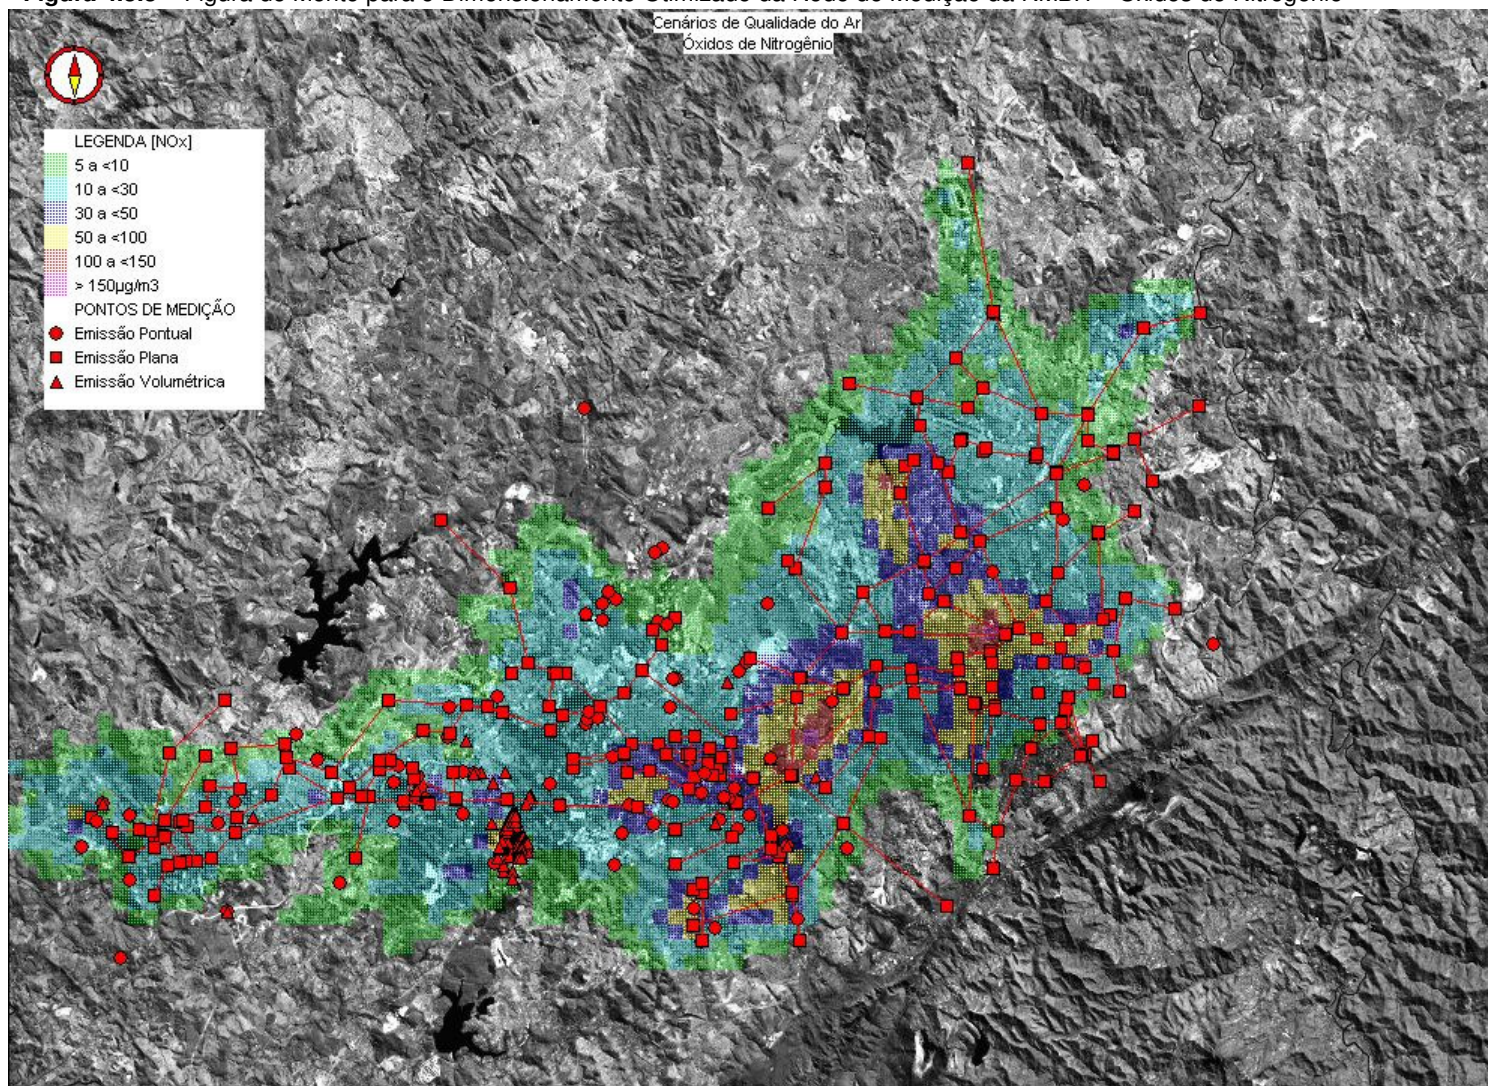 Cenários de Qualidade do Ar
Óxidos de Nitrogênio
LEGENDA [NOx]
5 a <10
10 a <30
30 a <50
50 a <100
100 a <150
> 150µg/m3
PONTOS DE MEDIÇÃO
Emissão Pontual
Emissão Plana
Emissão Volumétrica